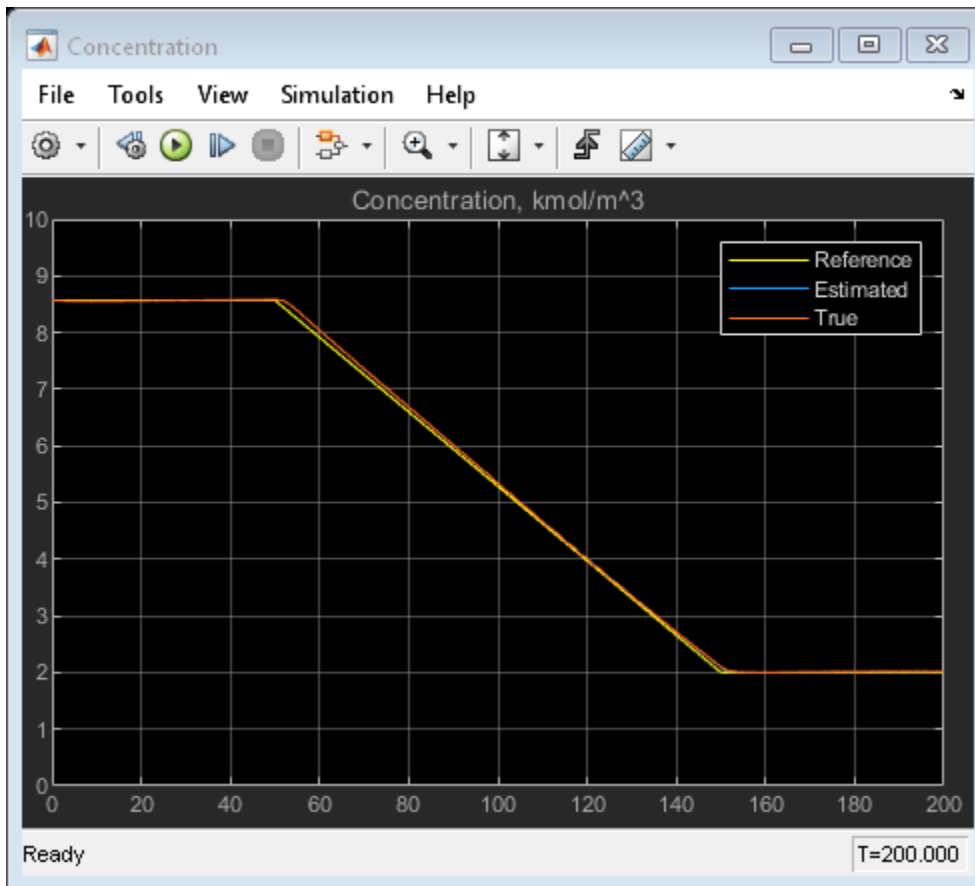 Concentration
File Tools View Simulation Help
Concentration, kmol/m^3
10
9
8
7
6
5
4
3
2
1
0
Reference
Estimated
True
0 20 40 60 80 100 120 140 160 180 200
Ready T=200.000